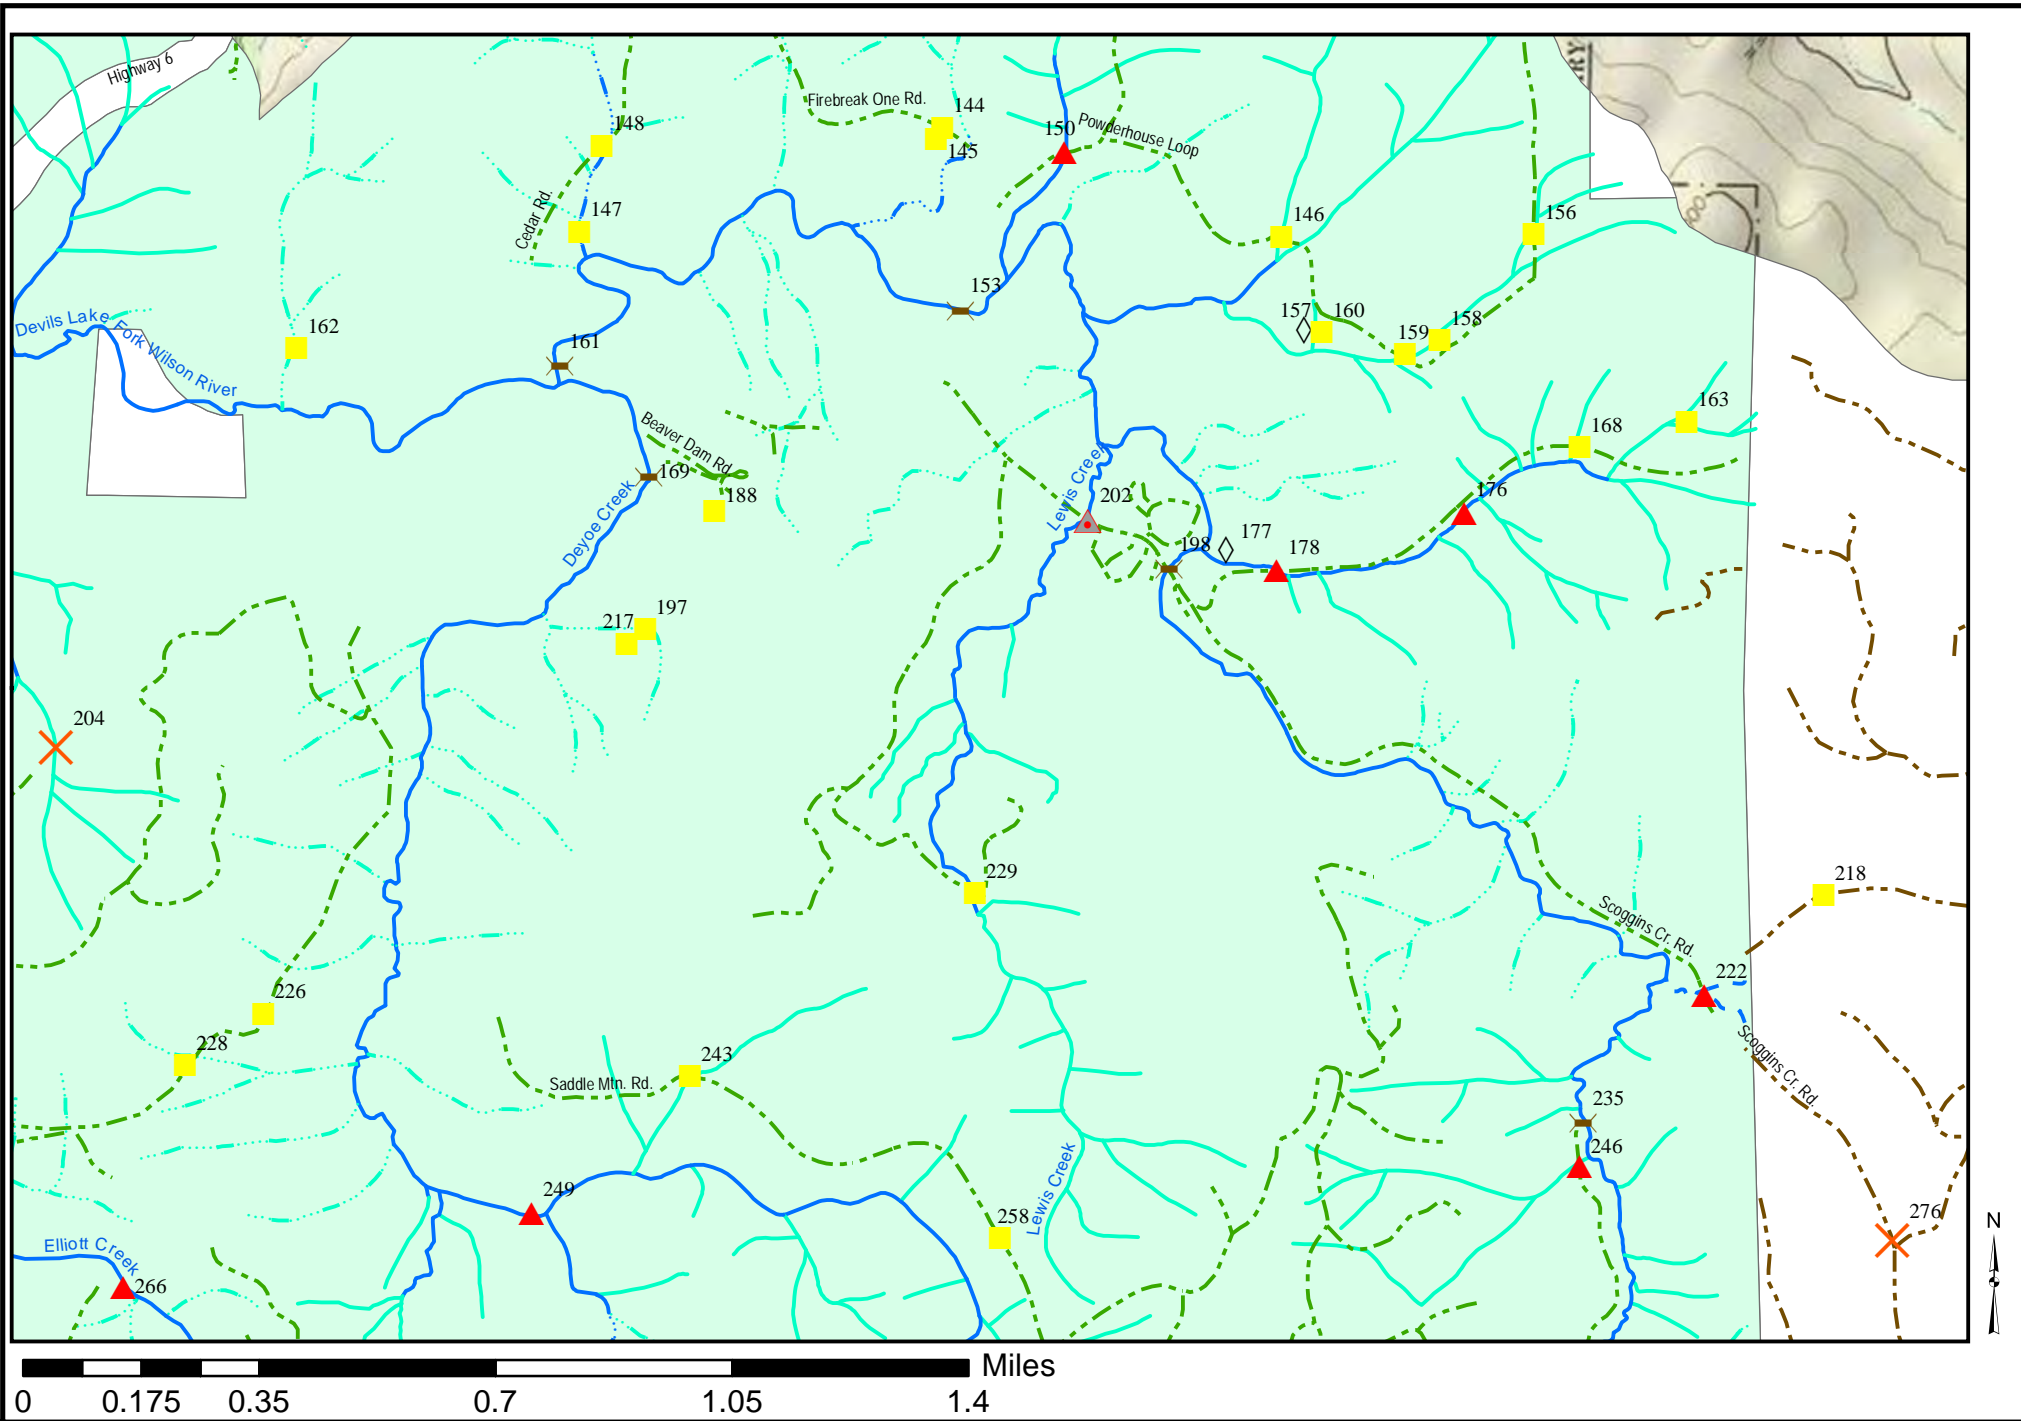 Highway 6
Firebreak One Rd.
144
145
148
150
Powderhouse Loop
Cedar Rd.
147
146
156
RY
00
153
157
160
159
158
Devils Lake Fork Wilson River
162
161
163
168
Beaver Dam Rd
169
188
Deyoe Creek
Lewis Creek
202
176
177
178
198
197
217
204
229
218
Scoggins Cr. Rd.
222
Scoggins Cr. Rd.
226
228
243
Saddle Mtn. Rd.
235
246
Lewis Creek
249
258
276
Elliott Creek
266
N
Miles
0 0.175 0.35 0.7 1.05 1.4